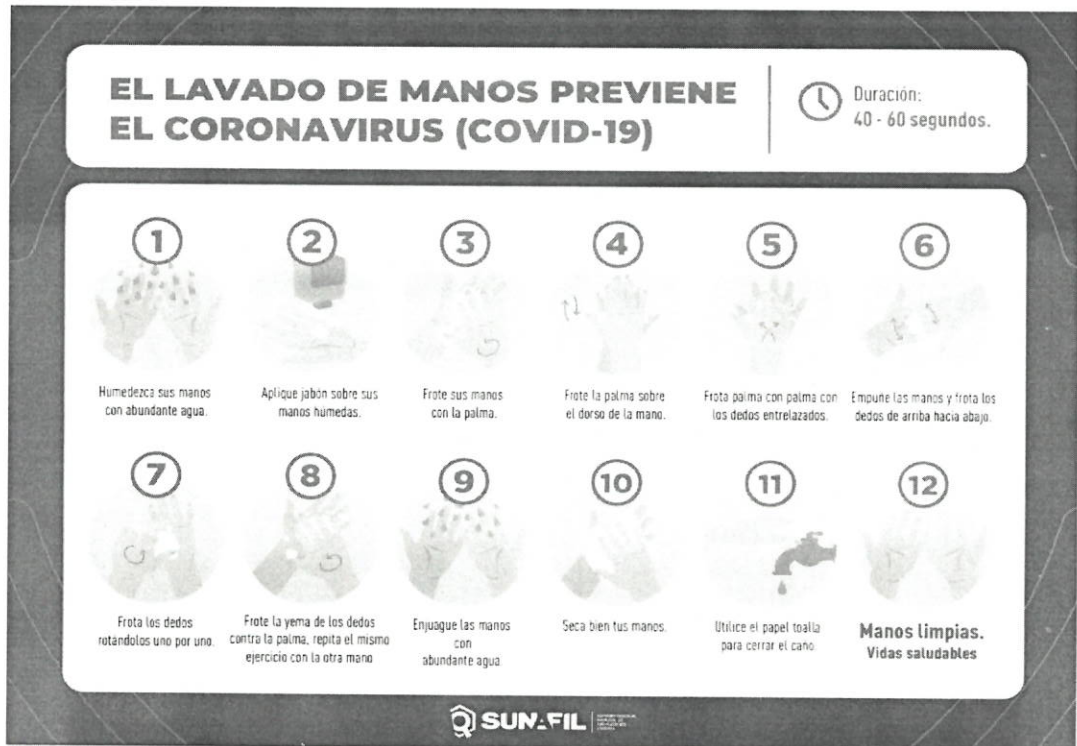 EL LAVADO DE MANOS PREVIENE
EL CORONAVIRUS (COVID-19)
Duración:
40 - 60 segundos.
1
2
3
4
5
6
Humedezca sus manos
con abundante agua.
Aplique jabón sobre sus
manos húmedas.
Frote sus manos
con la palma.
Frote la palma sobre
el dorso de la mano.
Frota palma con palma con
los dedos entrelazados.
Empuñe las manos y frota los
dedos de arriba hacia abajo.
7
8
9
10
11
12
Frota los dedos
rotándolos uno por uno.
Frote la yema de los dedos
contra la palma, repita el mismo
ejercicio con la otra mano
Enjuague las manos
con
abundante agua.
Seca bien tus manos.
Utilice el papel toalla
para cerrar el caño
Manos limpias.
Vidas saludables
SUNAFIL